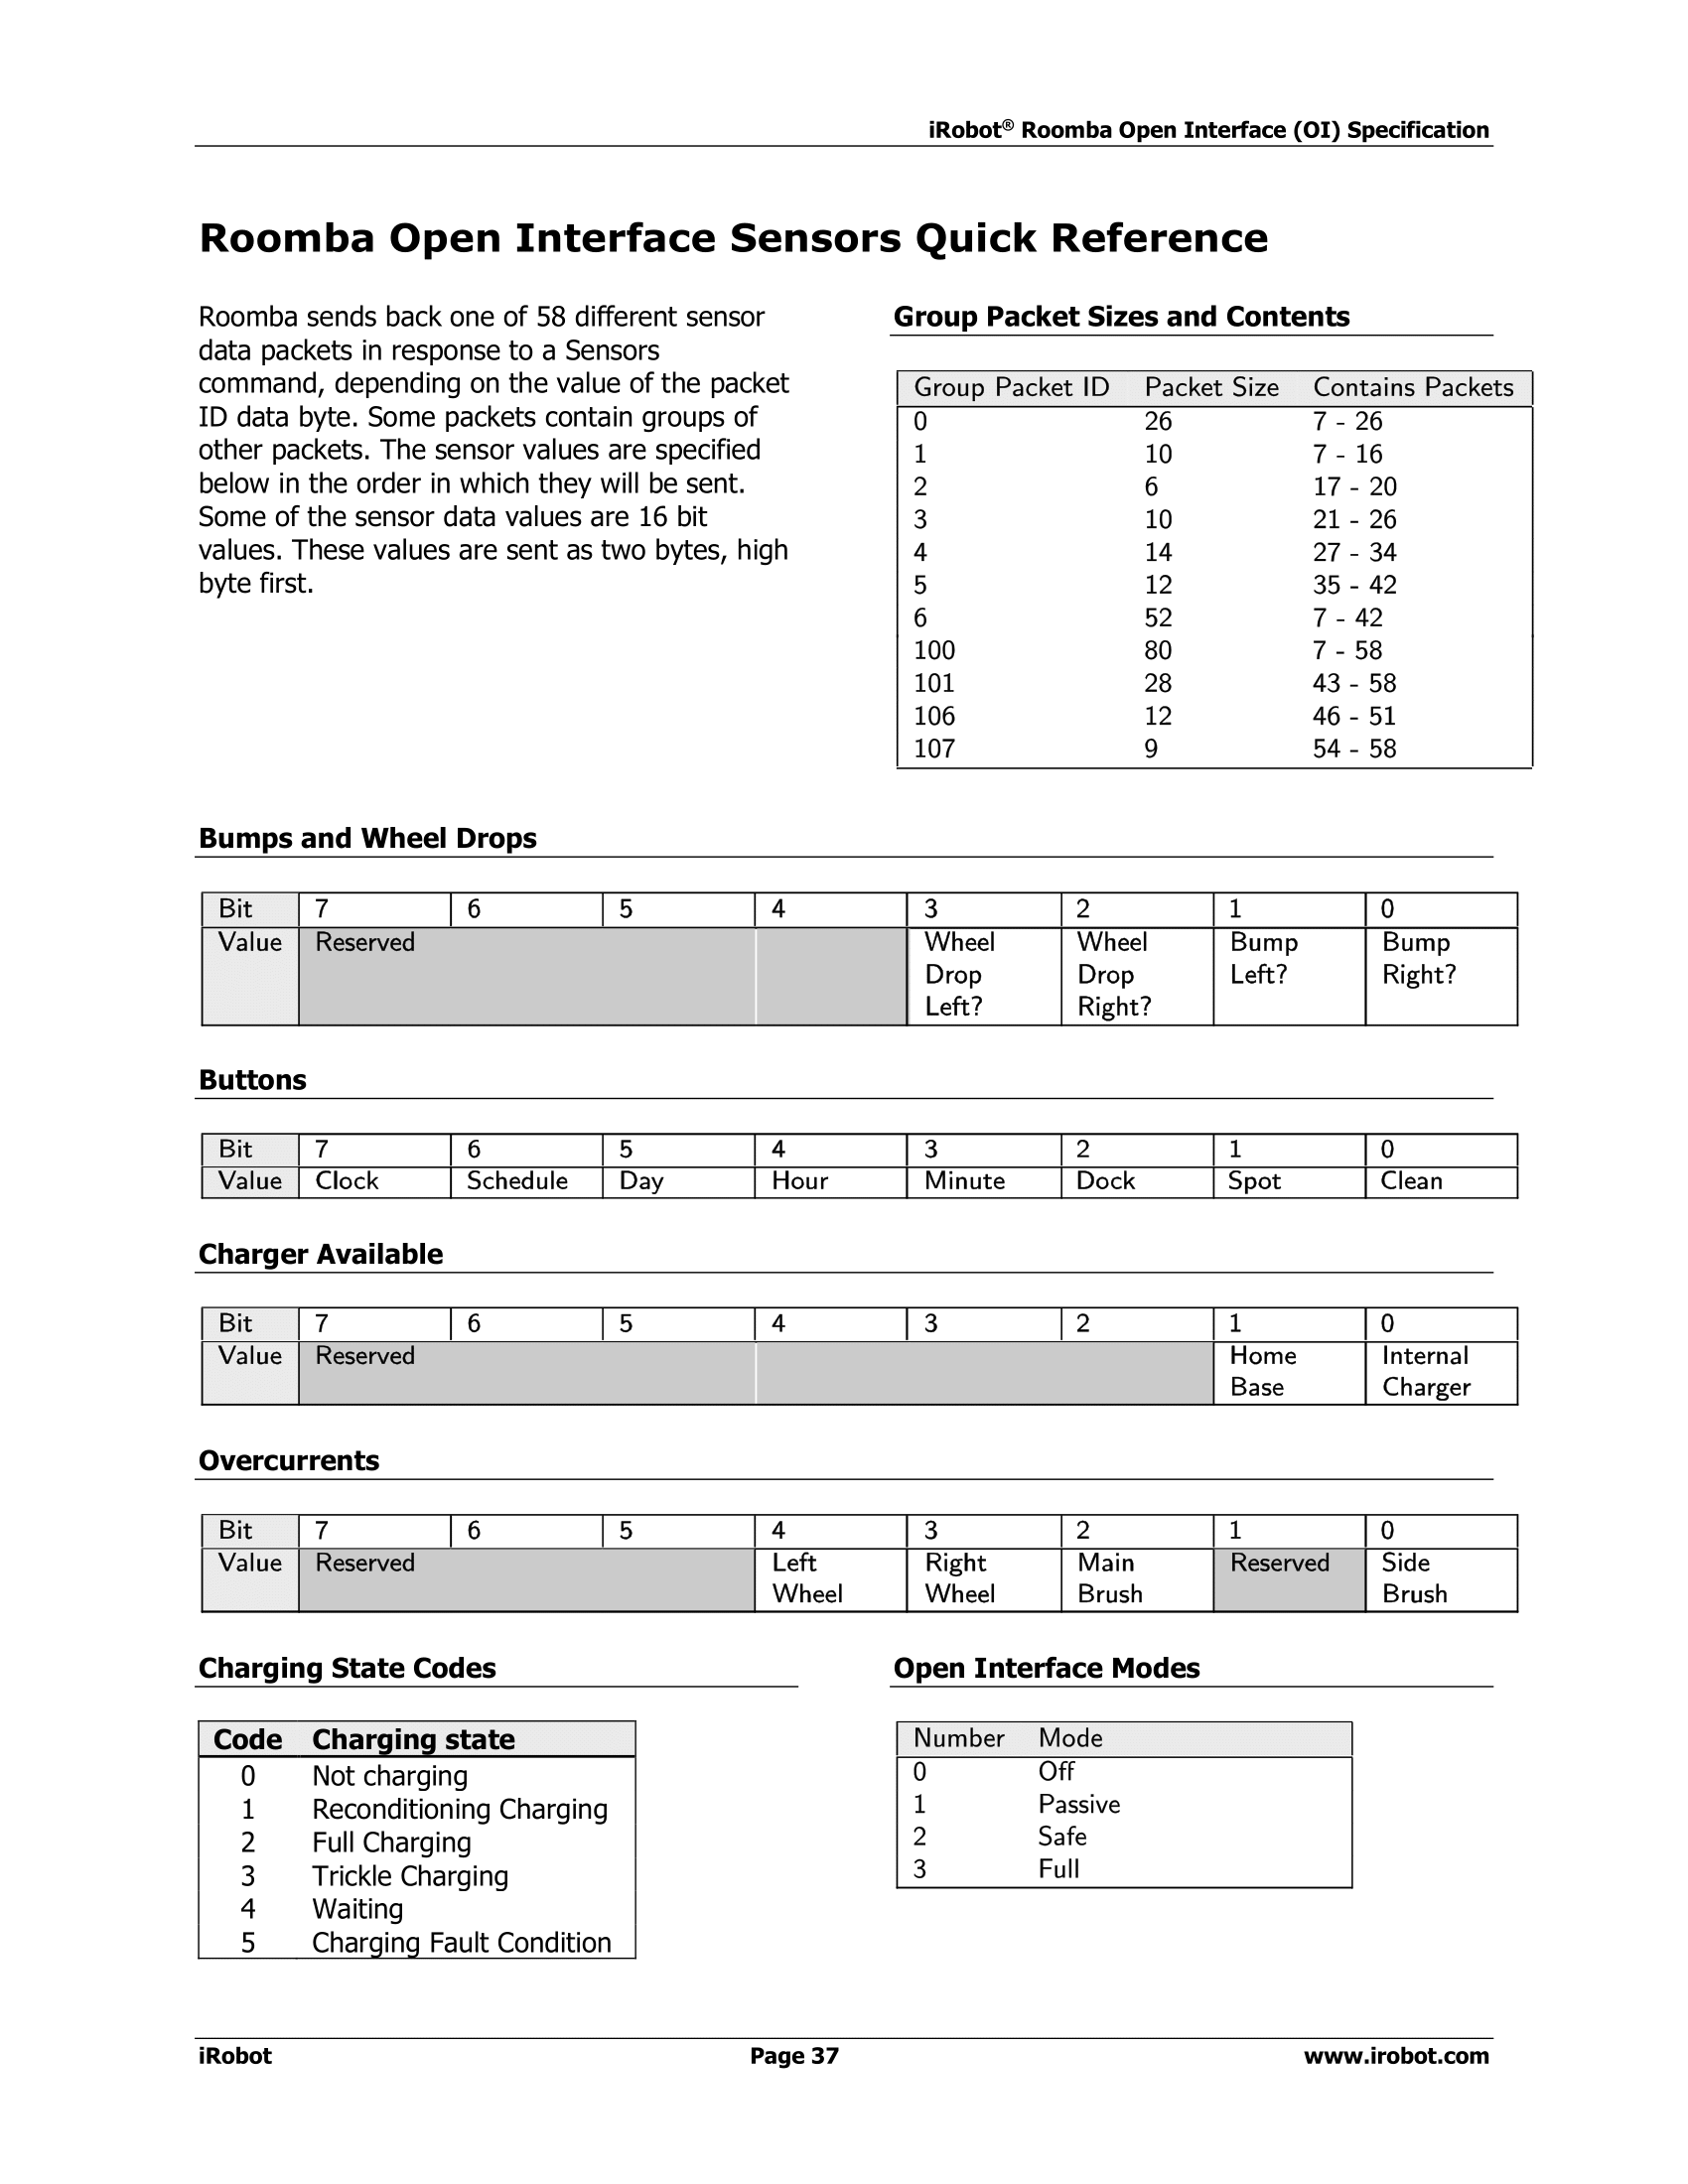 iRobot® Roomba Open Interface (OI) Specification
Roomba Open Interface Sensors Quick Reference
Roomba sends back one of 58 different sensor
data packets in response to a Sensors
command, depending on the value of the packet
ID data byte. Some packets contain groups of
other packets. The sensor values are specified
below in the order in which they will be sent.
Some of the sensor data values are 16 bit
values. These values are sent as two bytes, high
byte first.
Group Packet Sizes and Contents
Group Packet ID Packet Size Contains Packets
0 26 7 - 26
1 10 7 - 16
2 6 17 - 20
3 10 21 - 26
4 14 27 - 34
5 12 35 - 42
6 52 7 - 42
100 80 7 - 58
101 28 43 - 58
106 12 46 - 51
107 9 54 - 58
Bumps and Wheel Drops
Bit 7 6 5 4 3 2 1 0
Value Reserved Wheel Wheel Bump Bump
Drop Drop Left? Right?
Left? Right?
Buttons
Bit 7 6 5 4 3 2 1 0
Value Clock Schedule Day Hour Minute Dock Spot Clean
Charger Available
Bit 7 6 5 4 3 2 1 0
Value Reserved Home Internal
Base Charger
Overcurrents
Bit 7 6 5 4 3 2 1 0
Value Reserved Left Right Main Reserved Side
Wheel Wheel Brush Brush
Charging State Codes
Code Charging state
0 Not charging
1 Reconditioning Charging
2 Full Charging
3 Trickle Charging
4 Waiting
5 Charging Fault Condition
Open Interface Modes
Number Mode
0 Off
1 Passive
2 Safe
3 Full
iRobot Page 37 www.irobot.com